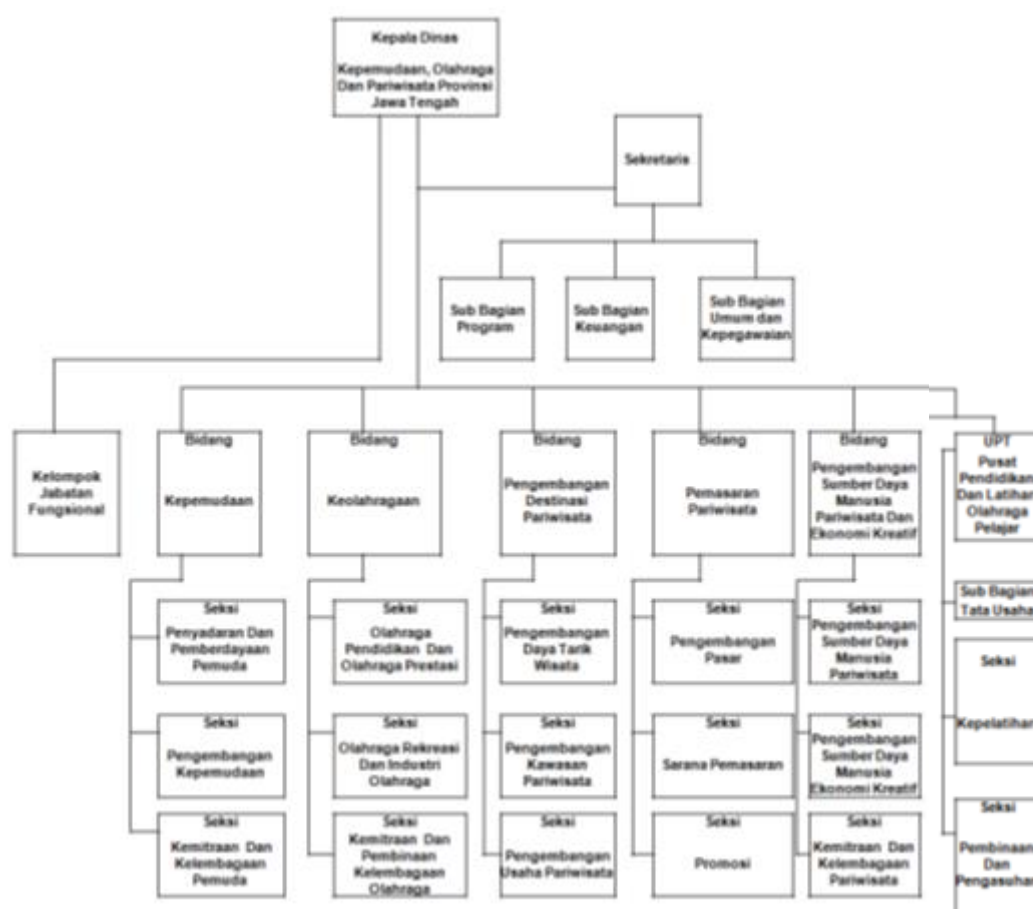 Kepala Dinas
Kepemudaan, Olahraga
Dan Pariwisata Provinsi
Jawa Tengah
Sekretaris
Sub Bagian
Program
Sub Bagian
Keuangan
Sub Bagian
Umum dan
Kepegawaian
Kelompok
Jabatan
Fungsional
Bidang
Kepemudaan
Bidang
Keolahragaan
Bidang
Pengembangan
Destinasi
Pariwisata
Bidang
Pemasaran
Pariwisata
Bidang
Pengembangan
Sumber Daya
Manusia
Pariwisata Dan
Ekonomi Kreatif
UPT
Pusat
Pendidikan
Dan Latihan
Olahraga
Pelajar
Seksi
Penyadaran Dan
Pemberdayaan
Pemuda
Seksi
Olahraga
Pendidikan Dan
Olahraga Prestasi
Seksi
Pengembangan
Daya Tarik
Wisata
Seksi
Pengembangan
Pasar
Seksi
Pengembangan
Sumber Daya
Manusia
Pariwisata
Sub Bagian
Tata Usaha
Seksi
Pengembangan
Kepemudaan
Seksi
Olahraga Rekreasi
Dan Industri
Olahraga
Seksi
Pengembangan
Kawasan
Pariwisata
Seksi
Sarana Pemasaran
Seksi
Pengembangan
Sumber Daya
Manusia
Ekonomi Kreatif
Seksi
Kepelatihan
Seksi
Kemitraan Dan
Kelembagaan
Pemuda
Seksi
Kemitraan Dan
Pembinaan
Kelembagaan
Olahraga
Seksi
Pengembangan
Usaha Pariwisata
Seksi
Promosi
Seksi
Kemitraan Dan
Kelembagaan
Pariwisata
Seksi
Pembinaan
Dan
Pengasuhan